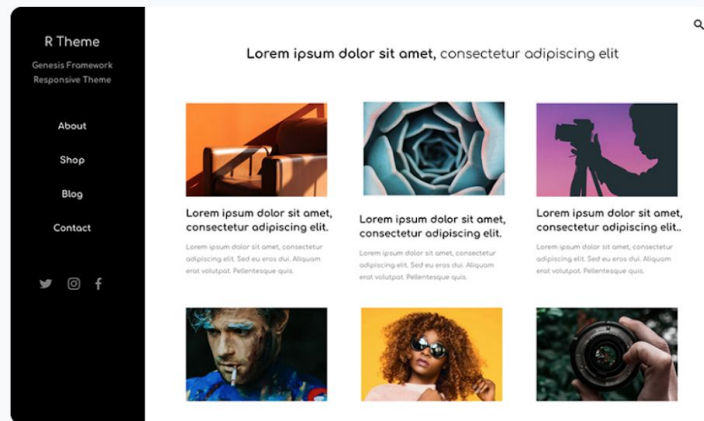 R Theme
Genesis Framework
Responsive Theme
About
Shop
Blog
Contact
Lorem ipsum dolor sit amet, consectetur adipiscing elit
Lorem ipsum dolor sit amet,
consectetur adipiscing elit.
Lorem ipsum dolor sit amet, consectetur
adipiscing elit. Sed eu eros dui. Aliquam
erat volutpat. Pellentesque quis.
Lorem ipsum dolor sit amet,
consectetur adipiscing elit.
Lorem ipsum dolor sit amet, consectetur
adipiscing elit. Sed eu eros dui. Aliquam
erat volutpat. Pellentesque quis.
Lorem ipsum dolor sit amet,
consectetur adipiscing elit..
Lorem ipsum dolor sit amet, consectetur
adipiscing elit. Sed eu eros dui. Aliquam
erat volutpat. Pellentesque quis.